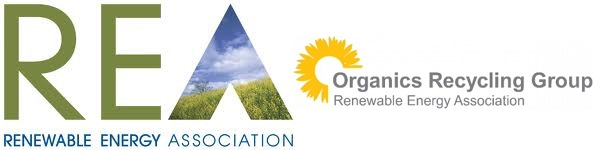 REA
RENEWABLE ENERGY ASSOCIATION
Organics Recycling Group
Renewable Energy Association